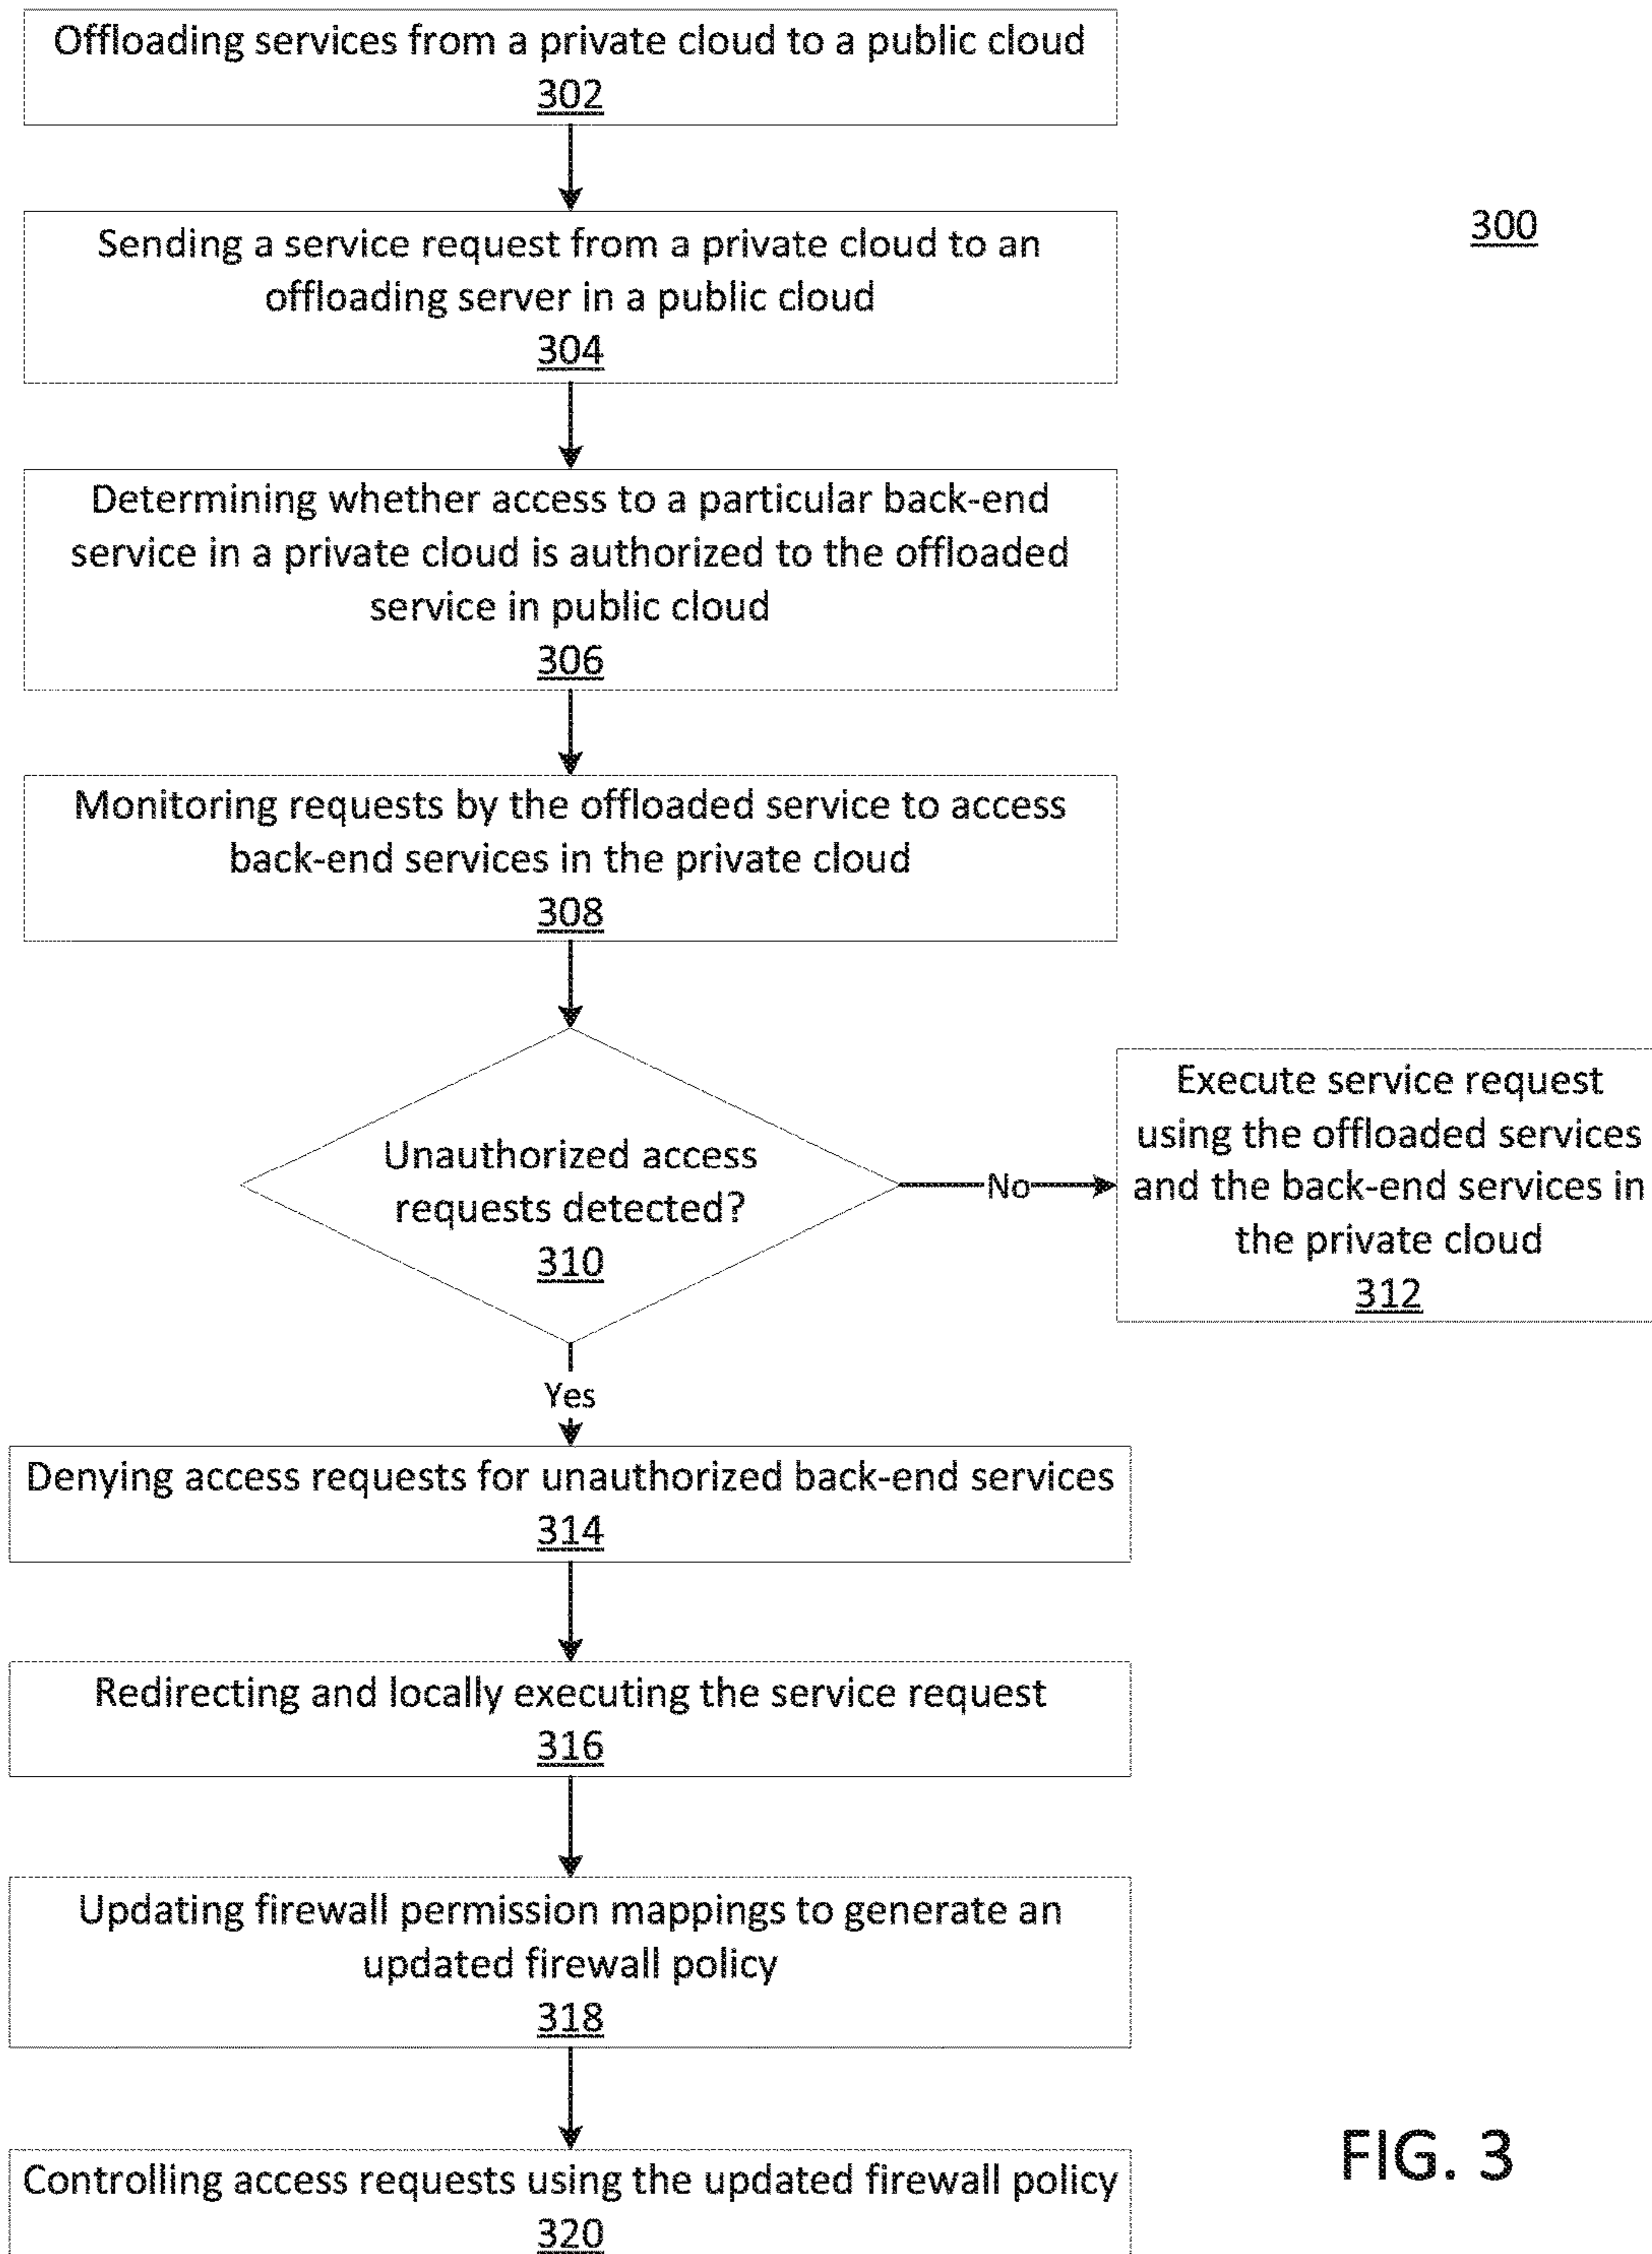 Offloading services from a private cloud to a public cloud
302
300
Sending a service request from a private cloud to an
offloading server in a public cloud
304
Determining whether access to a particular back-end
service in a private cloud is authorized to the offloaded
service in public cloud
306
Monitoring requests by the offloaded service to access
back-end services in the private cloud
308
Unauthorized access
requests detected?
310
No
Execute service request
using the offloaded services
and the back-end services in
the private cloud
312
Yes
Denying access requests for unauthorized back-end services
314
Redirecting and locally executing the service request
316
Updating firewall permission mappings to generate an
updated firewall policy
318
Controlling access requests using the updated firewall policy
320
FIG. 3